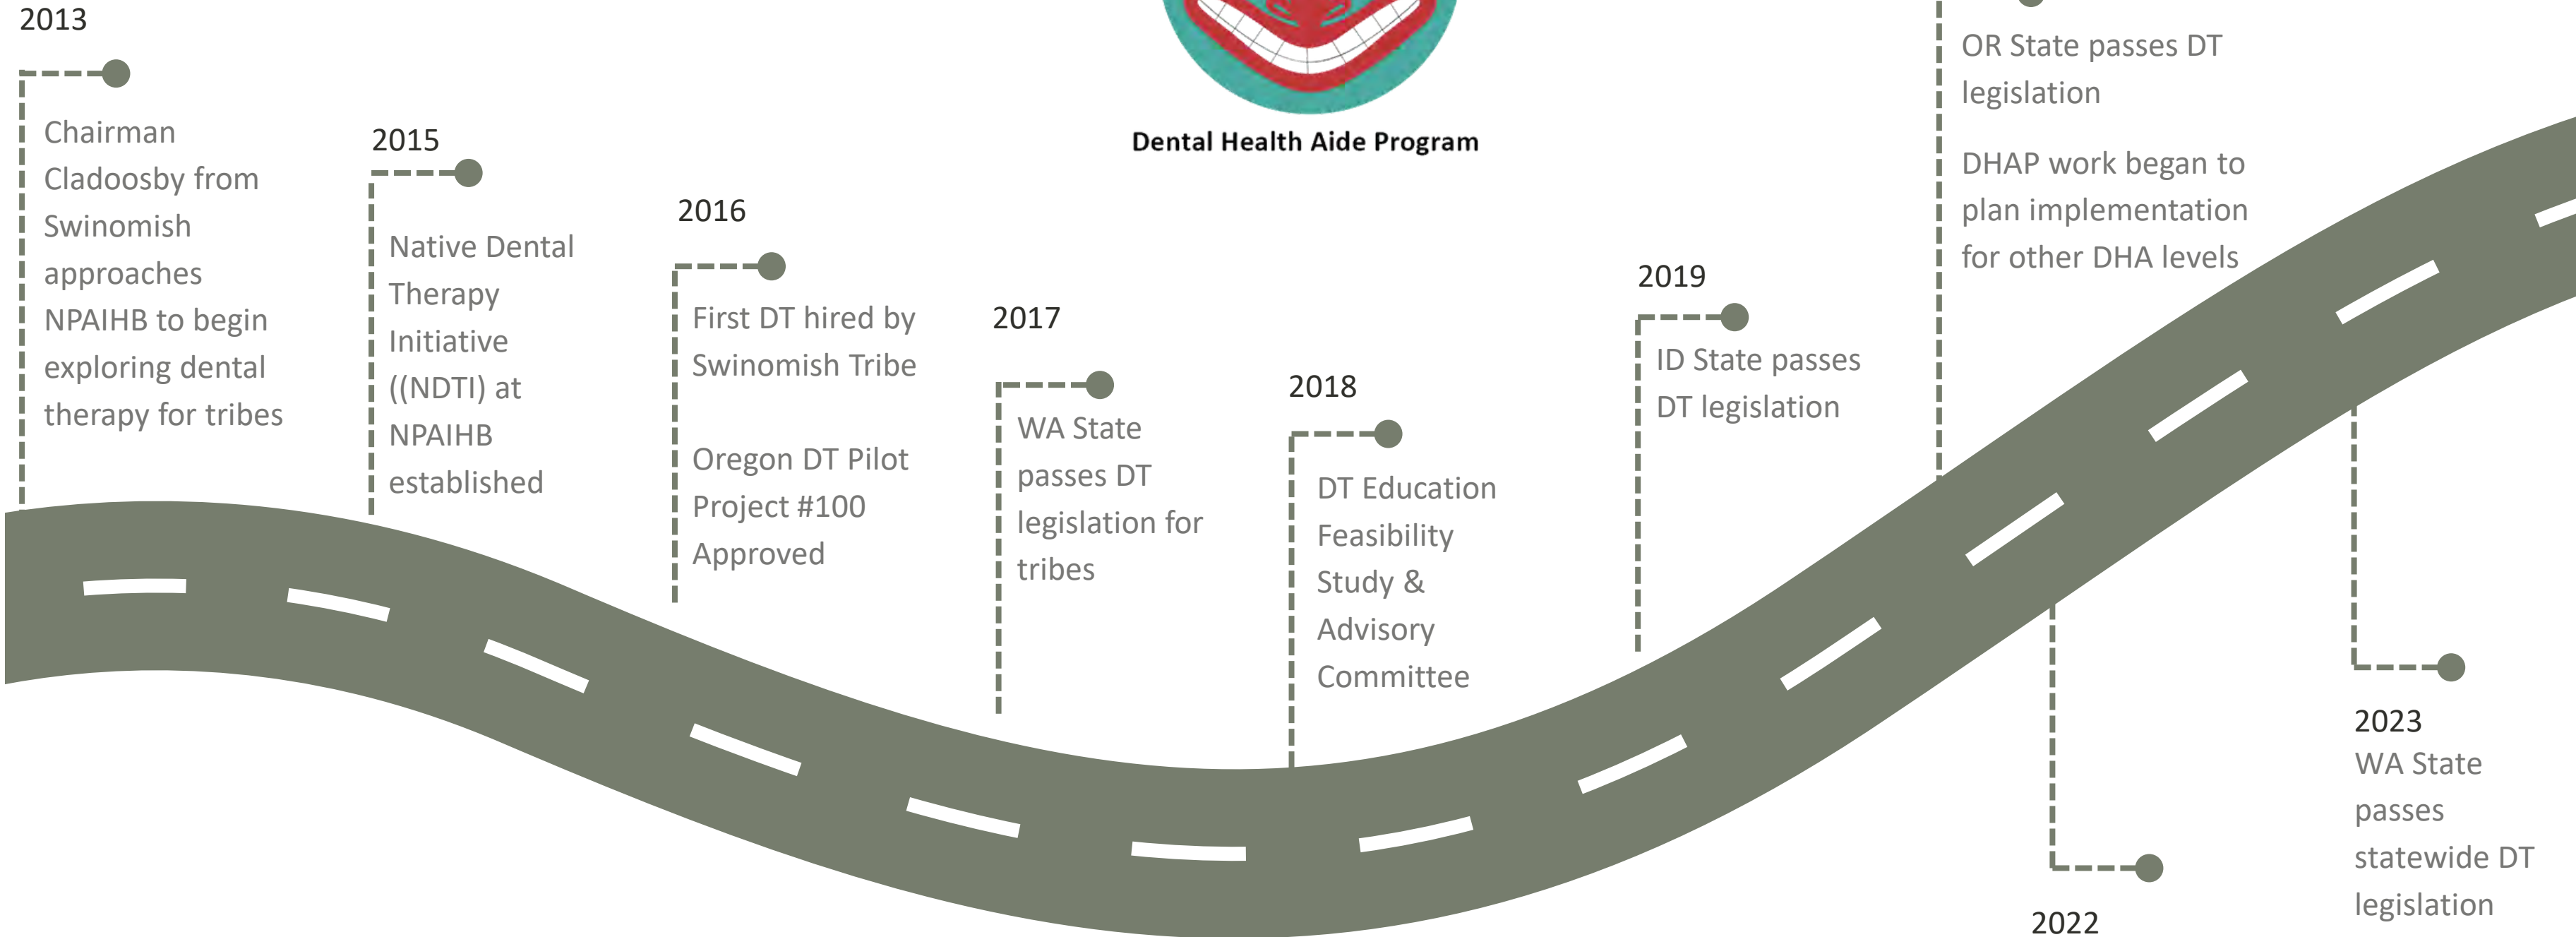 2013
Chairman
Cladoosby from
Swinomish
approaches
NPAIHB to begin
exploring dental
therapy for tribes
2015
Native Dental
Therapy
Initiative
((NDTI) at
NPAIHB
established
2016
First DT hired by
Swinomish Tribe
Oregon DT Pilot
Project #100
Approved
2017
WA State
passes DT
legislation for
tribes
Dental Health Aide Program
2018
DT Education
Feasibility
Study &
Advisory
Committee
2019
ID State passes
DT legislation
OR State passes DT
legislation
DHAP work began to
plan implementation
for other DHA levels
2022
2023
WA State
passes
statewide DT
legislation